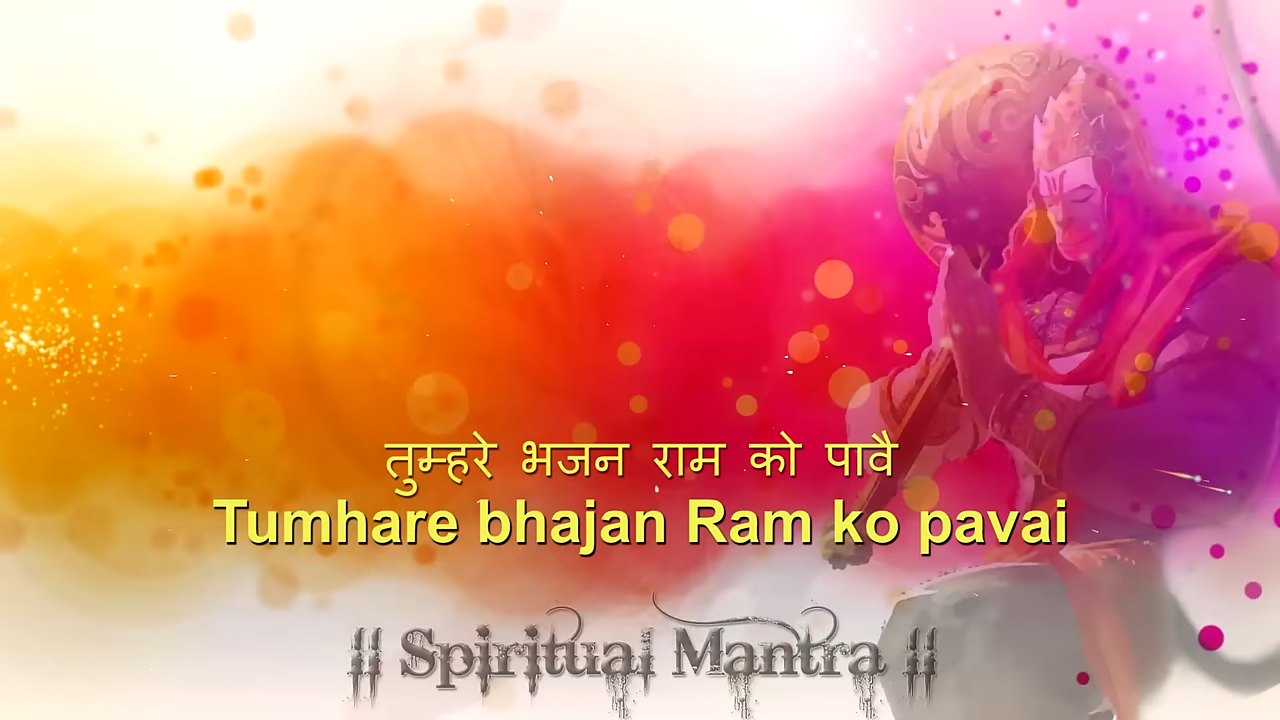 तुम्हरे भजन राम को पावै
Tumhare bhajan Ram ko pavai
|| Spiritual Mantra ||